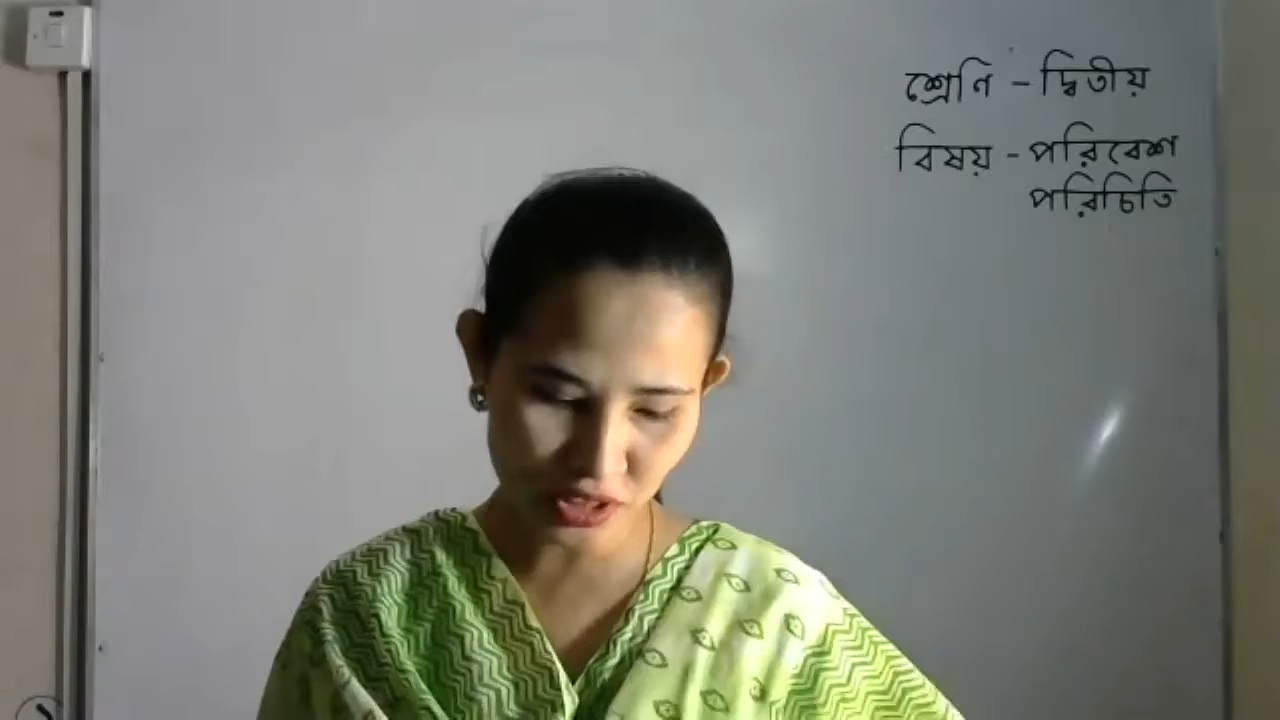 শ্রেনি - দ্বিতীয়
বিষয় - পরিবেশ
পরিচিতি